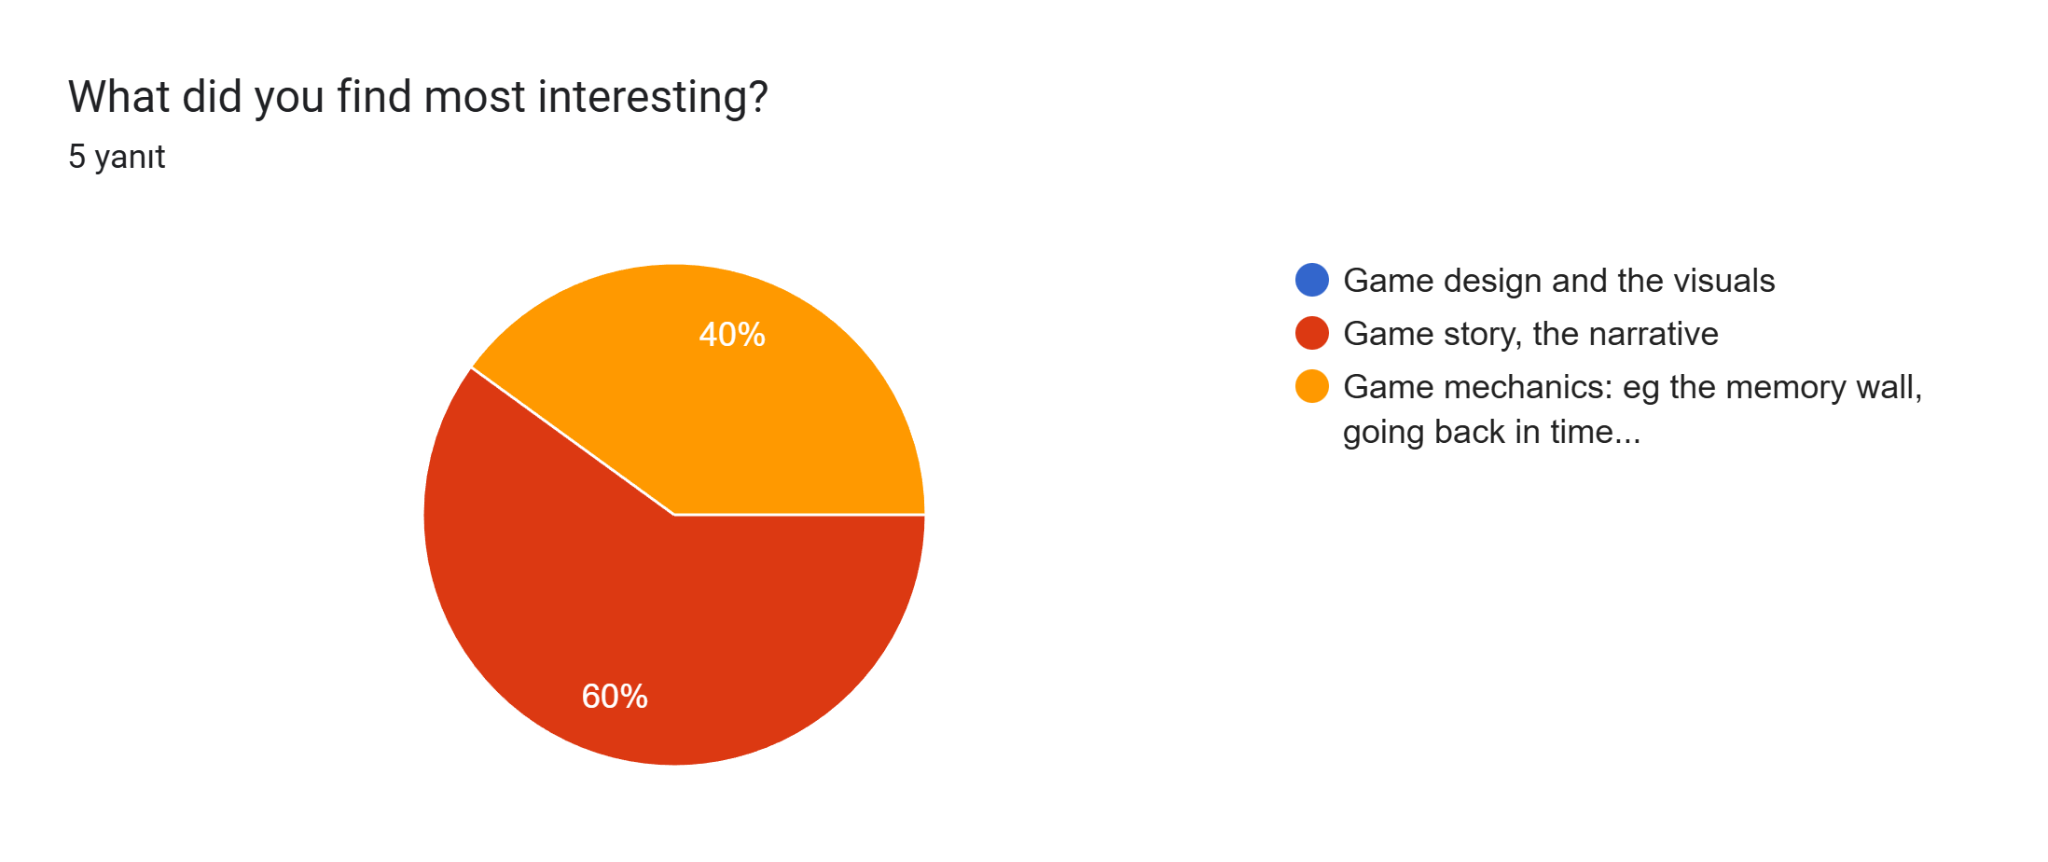 What did you find most interesting?
5 yanıt
40%
60%
Game design and the visuals
Game story, the narrative
Game mechanics: eg the memory wall,
going back in time...